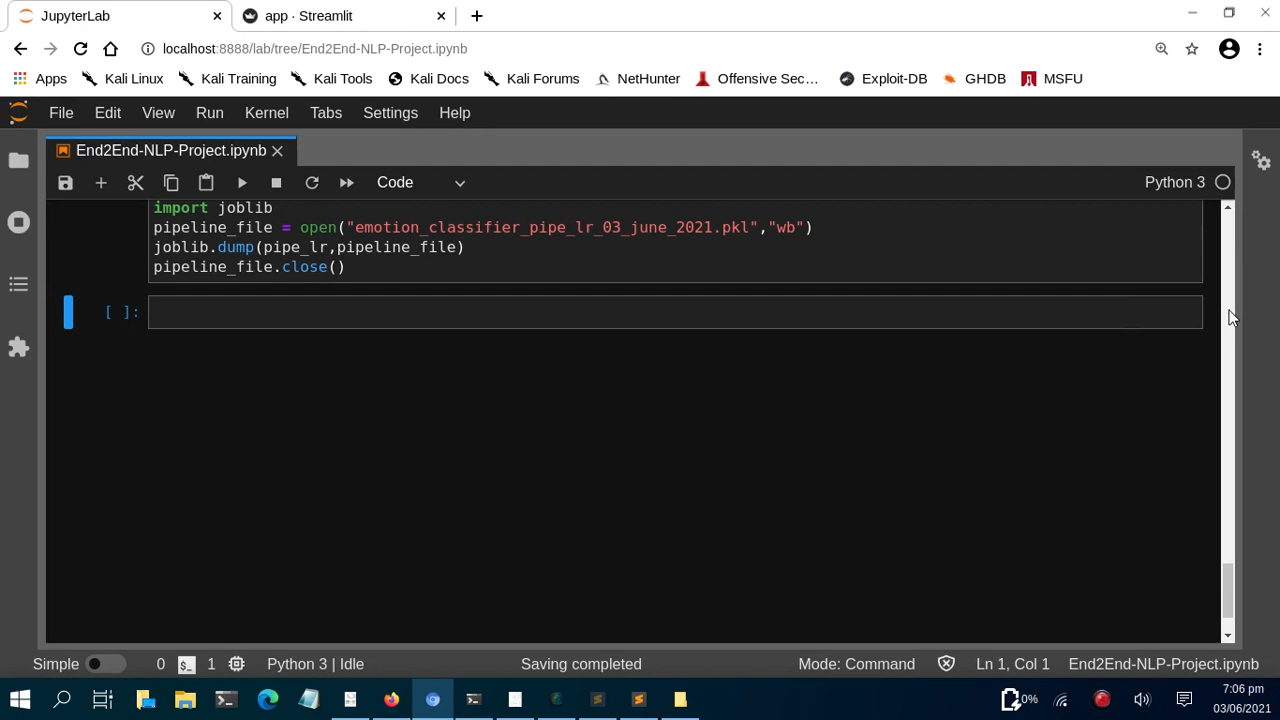 JupyterLab
app · Streamlit
localhost:8888/lab/tree/End2End-NLP-Project.ipynb
Apps Kali Linux Kali Training Kali Tools Kali Docs Kali Forums NetHunter Offensive Sec... Exploit-DB GHDB MSFU
File Edit View Run Kernel Tabs Settings Help
End2End-NLP-Project.ipynb
Code Python 3
import joblib
pipeline_file = open("emotion_classifier_pipe_lr_03_june_2021.pkl","wb")
joblib.dump(pipe_lr,pipeline_file)
pipeline_file.close()
[ ]:
Simple 0 $_ 1 Python 3 | Idle Saving completed Mode: Command Ln 1, Col 1 End2End-NLP-Project.ipynb
0% 7:06 pm
03/06/2021